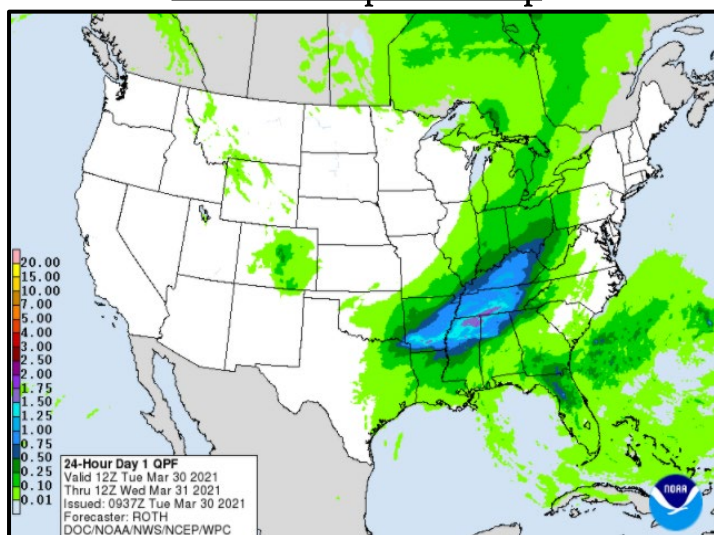 20.00
15.00
10.00
7.00
5.00
4.00
3.00
2.50
2.00
1.75
1.50
1.25
1.00
0.75
0.50
0.25
0.10
0.01
24-Hour Day 1 QPF
Valid 12Z Tue Mar 30 2021
Thru 12Z Wed Mar 31 2021
Issued: 0937Z Tue Mar 30 2021
Forecaster: ROTH
DOC/NOAA/NWS/NCEP/WPC
NOAA